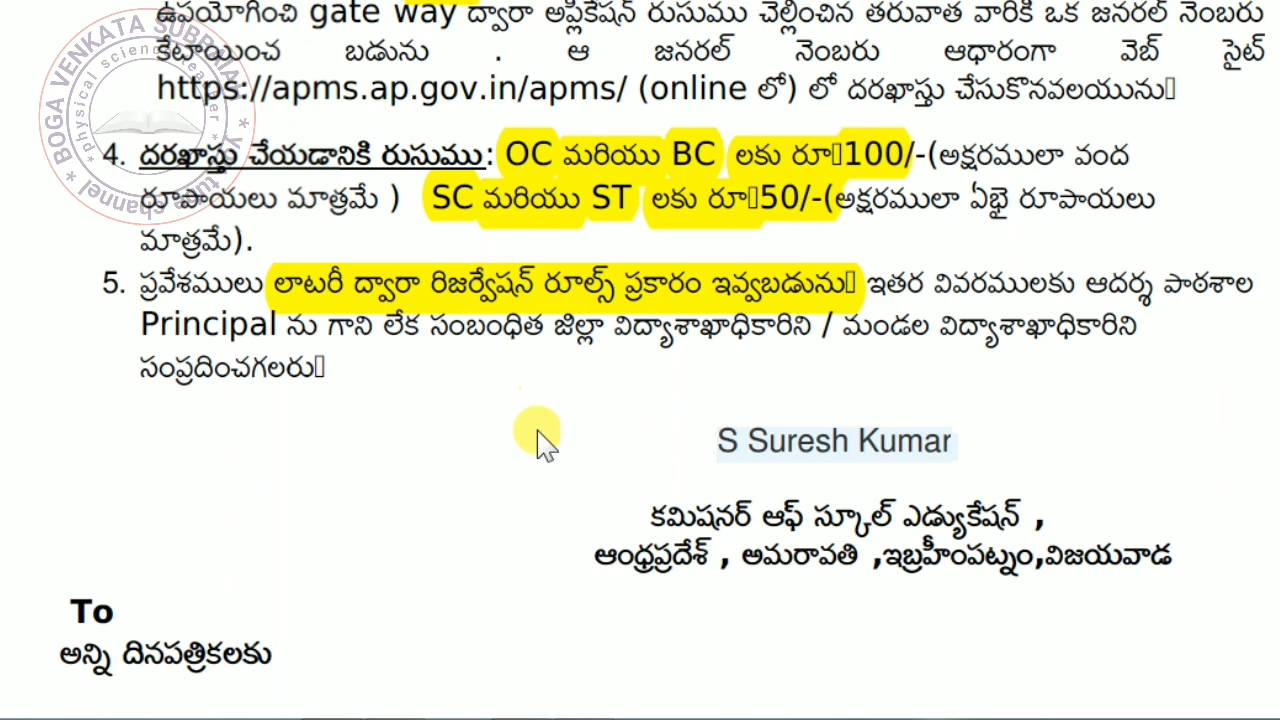 ఉపయోగించి gate way ద్వారా అప్లికేషన్ రుసుము చెల్లించిన తరువాత వారికి ఒక జనరల్ నెంబరు
కేటాయించ బడును . ఆ జనరల్ నెంబరు ఆధారంగా వెబ్ సైట్
https://apms.ap.gov.in/apms/ (online లో) లో దరఖాస్తు చేసుకొనవలయును
4. దరఖాస్తు చేయడానికి రుసుము: OC మరియు BC లకు రూ100/-(అక్షరములా వంద
రూపాయలు మాత్రమే ) SC మరియు ST లకు రూ50/-(అక్షరములా ఏభై రూపాయలు
మాత్రమే).
5. ప్రవేశములు లాటరీ ద్వారా రిజర్వేషన్ రూల్స్ ప్రకారం ఇవ్వబడును ఇతర వివరములకు ఆదర్శ పాఠశాల
Principal ను గాని లేక సంబంధిత జిల్లా విద్యాశాఖాధికారిని / మండల విద్యాశాఖాధికారిని
సంప్రదించగలరు
S Suresh Kumar
కమిషనర్ ఆఫ్ స్కూల్ ఎడ్యుకేషన్ ,
ఆంధ్రప్రదేశ్ , అమరావతి ,ఇబ్రహీంపట్నం,విజయవాడ
To
అన్ని దినపత్రికలకు